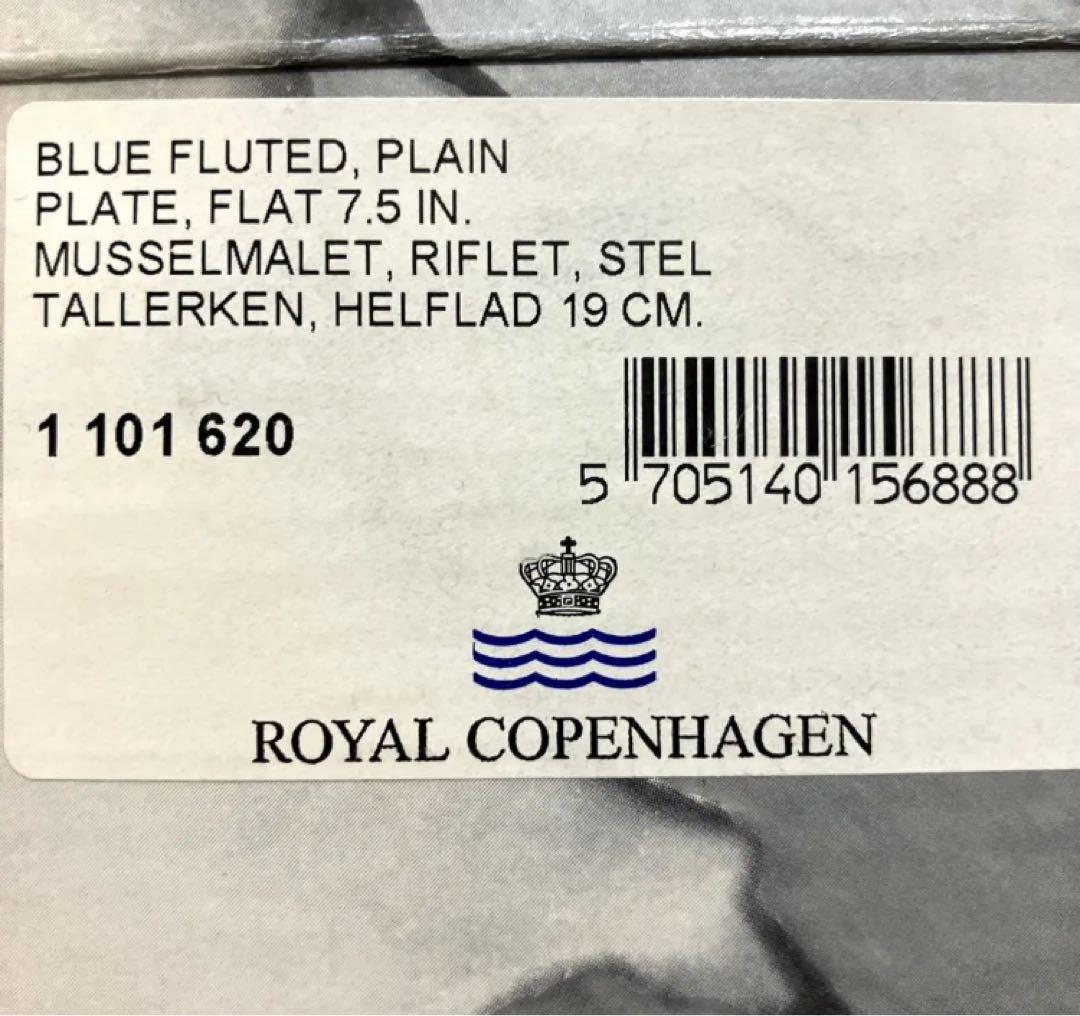 BLUE FLUTED, PLAIN
PLATE, FLAT 7.5 IN.
MUSSELMALET, RIFLET, STEL
TALLERKEN, HELFLAD 19 CM.
1 101 620
5 705140 156888
ROYAL COPENHAGEN